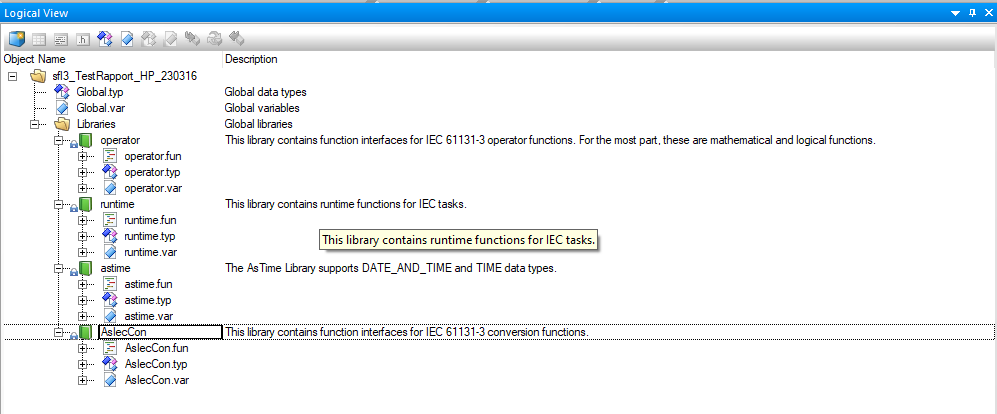 Logical View
Object Name Description
sfl3_TestRapport_HP_230316
Global.typ Global data types
Global.var Global variables
Libraries Global libraries
operator This library contains function interfaces for IEC 61131-3 operator functions. For the most part, these are mathematical and logical functions.
operator.fun
operator.typ
operator.var
runtime This library contains runtime functions for IEC tasks.
runtime.fun
runtime.typ
This library contains runtime functions for IEC tasks.
runtime.var
astime The AsTime Library supports DATE_AND_TIME and TIME data types.
astime.fun
astime.typ
astime.var
AsIecCon This library contains function interfaces for IEC 61131-3 conversion functions.
AsIecCon.fun
AsIecCon.typ
AsIecCon.var